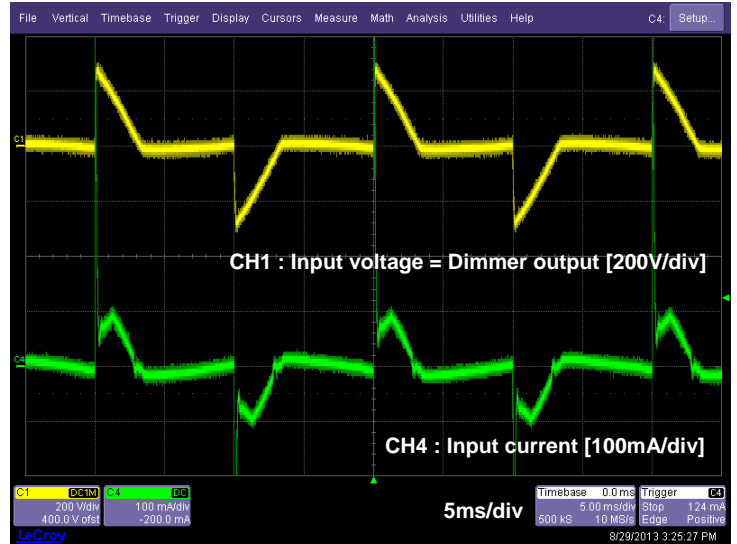 File Vertical Timebase Trigger Display Cursors Measure Math Analysis Utilities Help C4: Setup...
C1
CH1 : Input voltage = Dimmer output [200V/div]
C4
CH4 : Input current [100mA/div]
5ms/div
C1 DC1M C4 DC Timebase 0.0 ms Trigger C4
200 V/div 100 mA/div 5.00 ms/div Stop 124 mA
400.0 V ofst -200.0 mA 500 kS 10 MS/s Edge Positive
LeCroy 8/29/2013 3:25:27 PM